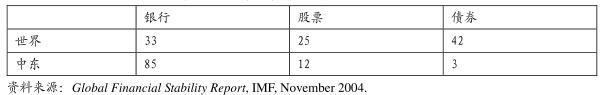 银行 股票 债券
世界 33 25 42
中东 85 12 3
资料来源：Global Financial Stability Report, IMF, November 2004.